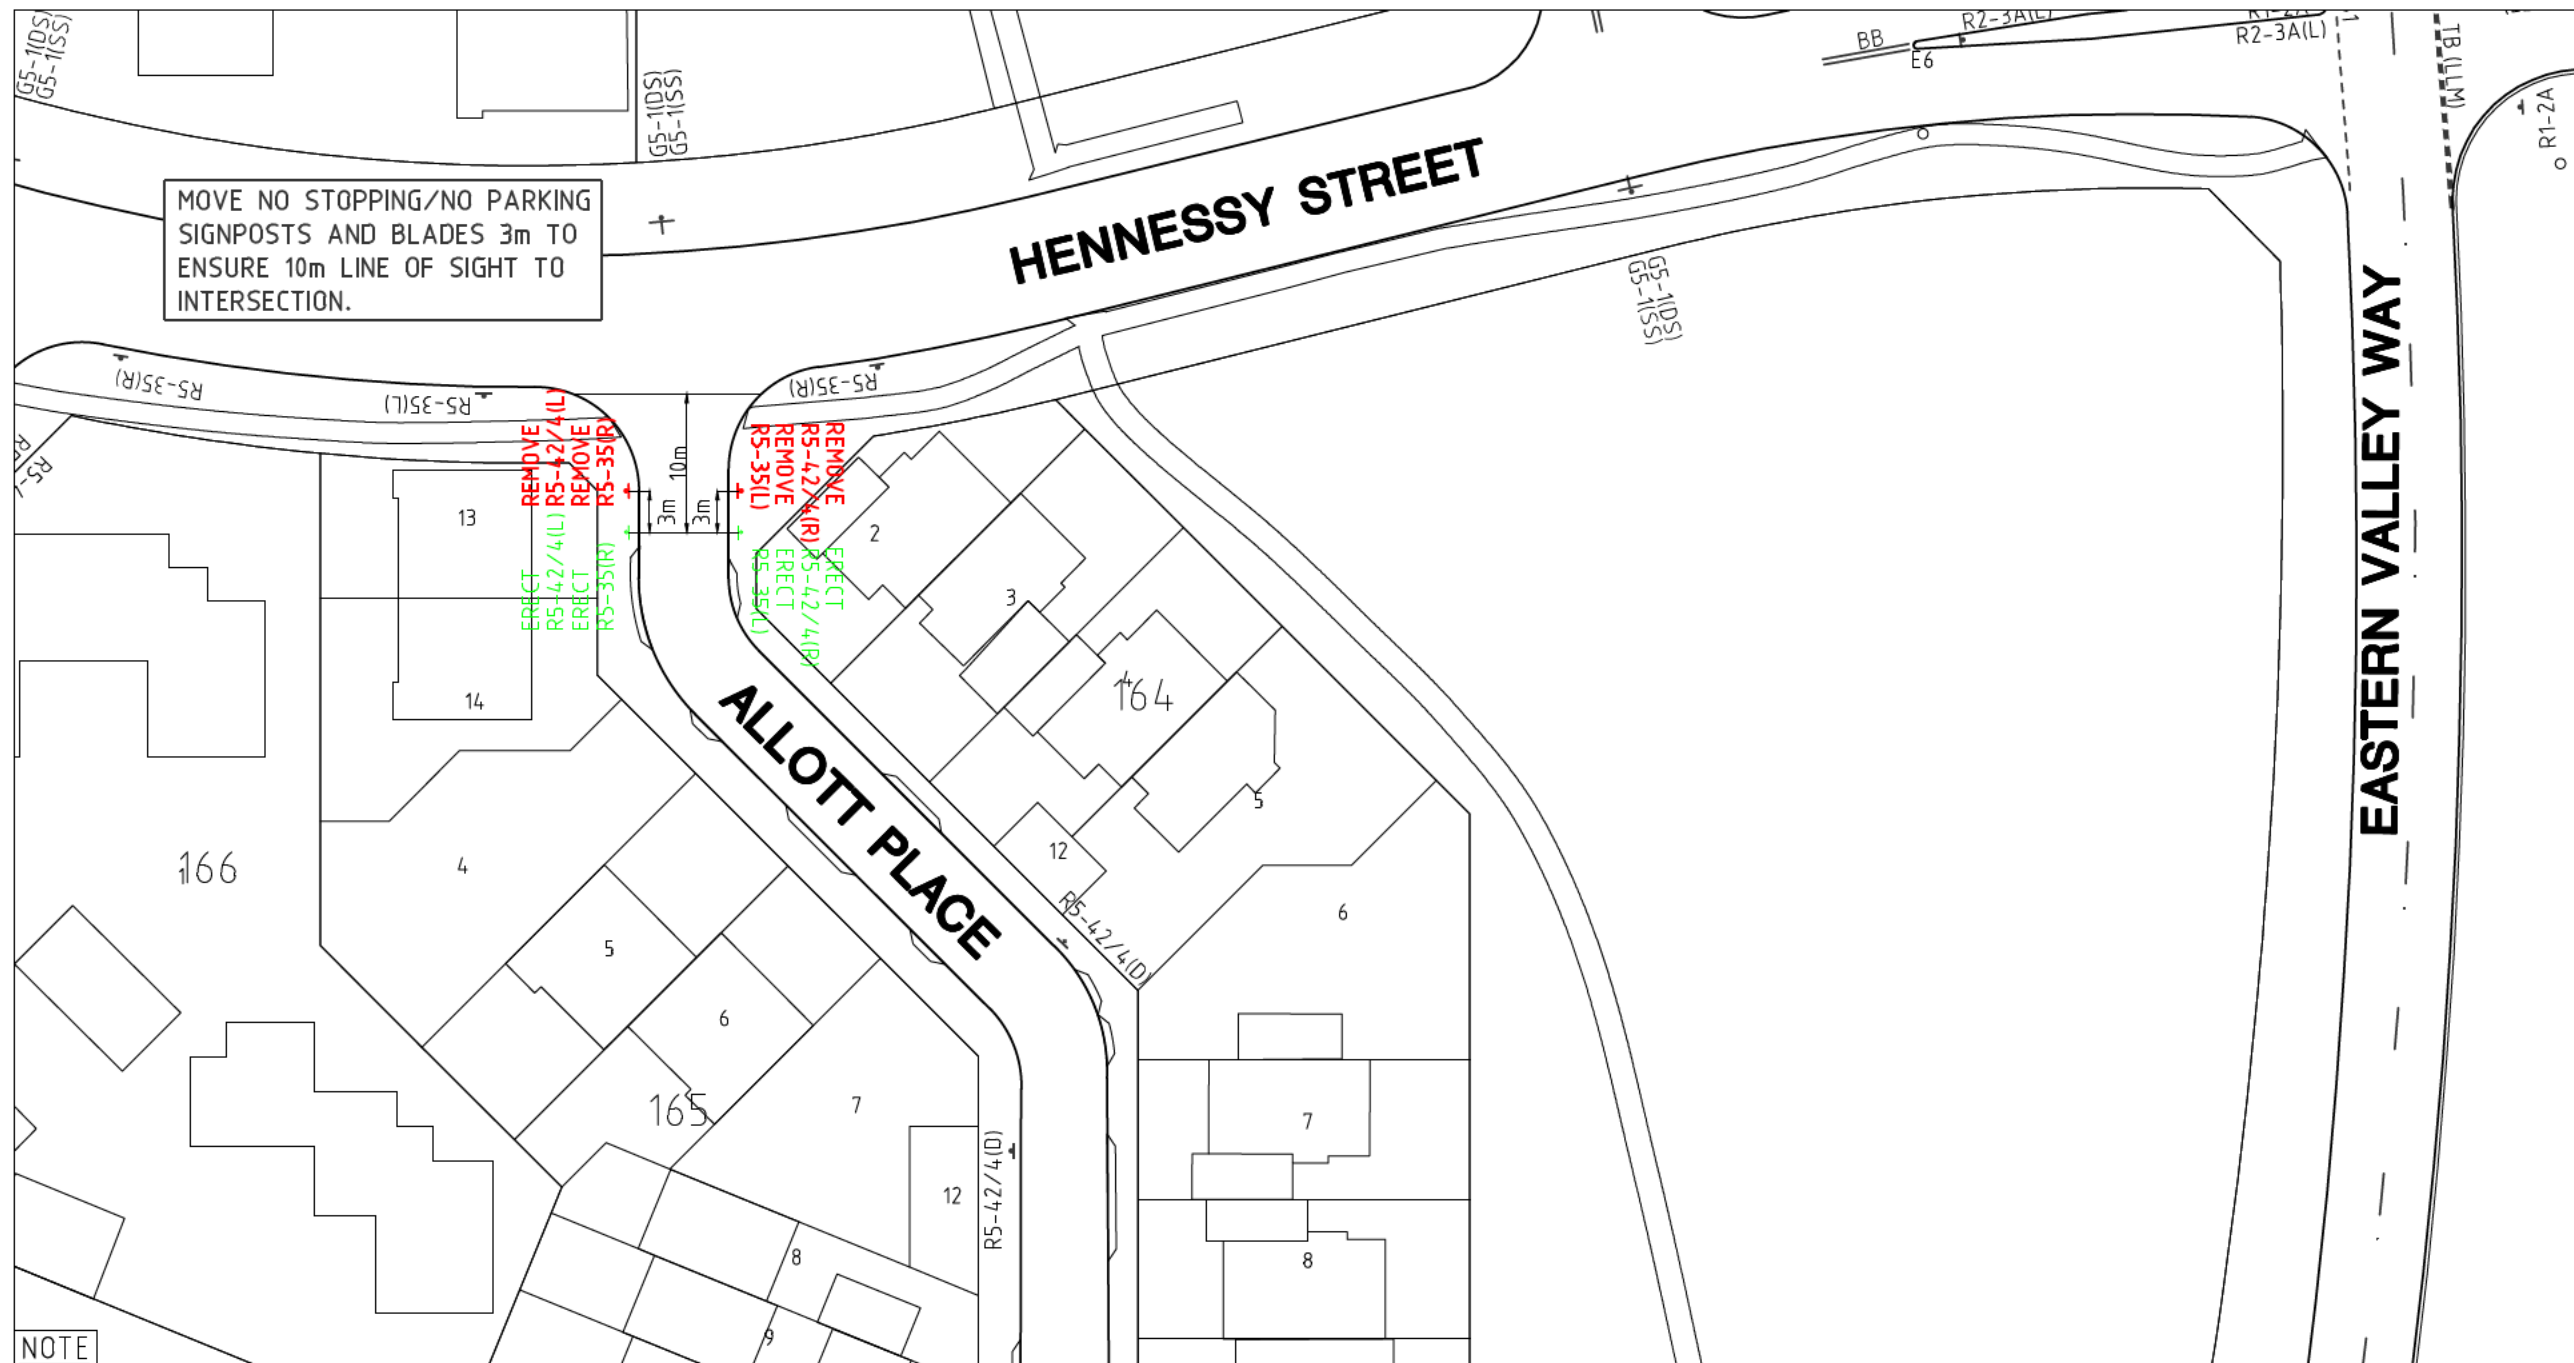 G5-1(DS)
G5-1(SS)
G5-1(DS)
G5-1(SS)
BB
E6
R2-3A(L)
R2-3A(L)
TB (LLM)
R1-2A
MOVE NO STOPPING/NO PARKING
SIGNPOSTS AND BLADES 3m TO
ENSURE 10m LINE OF SIGHT TO
INTERSECTION.
HENNESSY STREET
G5-1(DS)
G5-1(SS)
EASTERN VALLEY WAY
R5-35(R)
R5-35(L)
R5-35(R)
REMOVE
R5-42/4(L)
REMOVE
R5-35(R)
10m
3m
3m
REMOVE
R5-42/4(R)
REMOVE
R5-35(L)
ERECT
R5-42/4(L)
ERECT
R5-35(R)
ERECT
R5-42/4(R)
ERECT
R5-35(L)
13
14
2
3
4
164
5
12
6
ALLOTT PLACE
R5-42/4(D)
166
4
5
6
165
7
12
R5-42/4(D)
7
8
8
9
NOTE